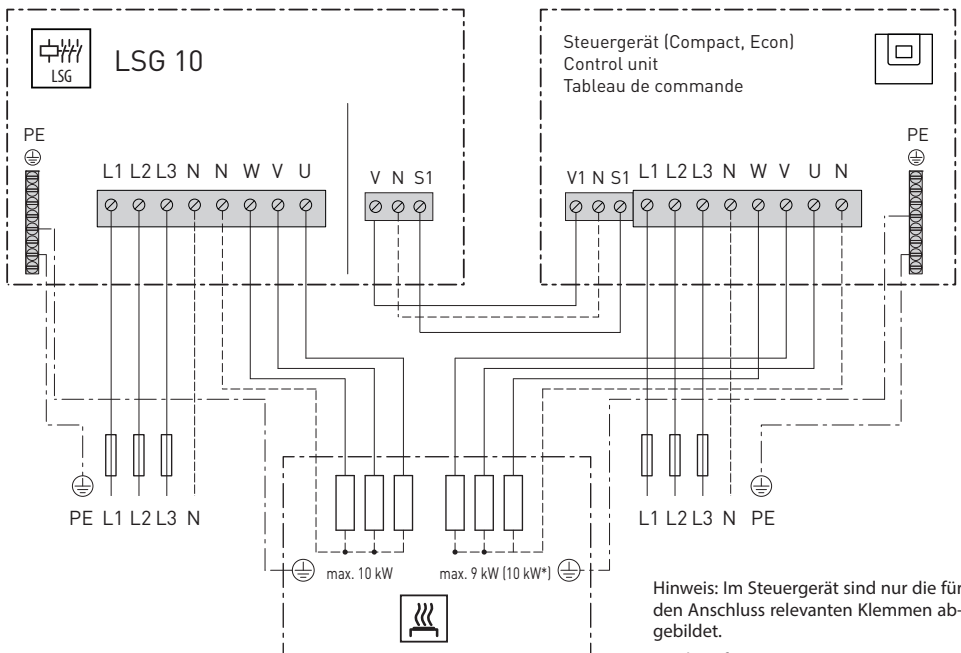 LSG
LSG 10
Steuergerät (Compact, Econ)
Control unit
Tableau de commande
PE
L1 L2 L3 N N W V U
V N S1
V1 N S1 L1 L2 L3 N W V U N
PE
PE L1 L2 L3 N
L1 L2 L3 N PE
max. 10 kW
max. 9 kW (10 kW*)
Hinweis: Im Steuergerät sind nur die für
den Anschluss relevanten Klemmen ab-
gebildet.